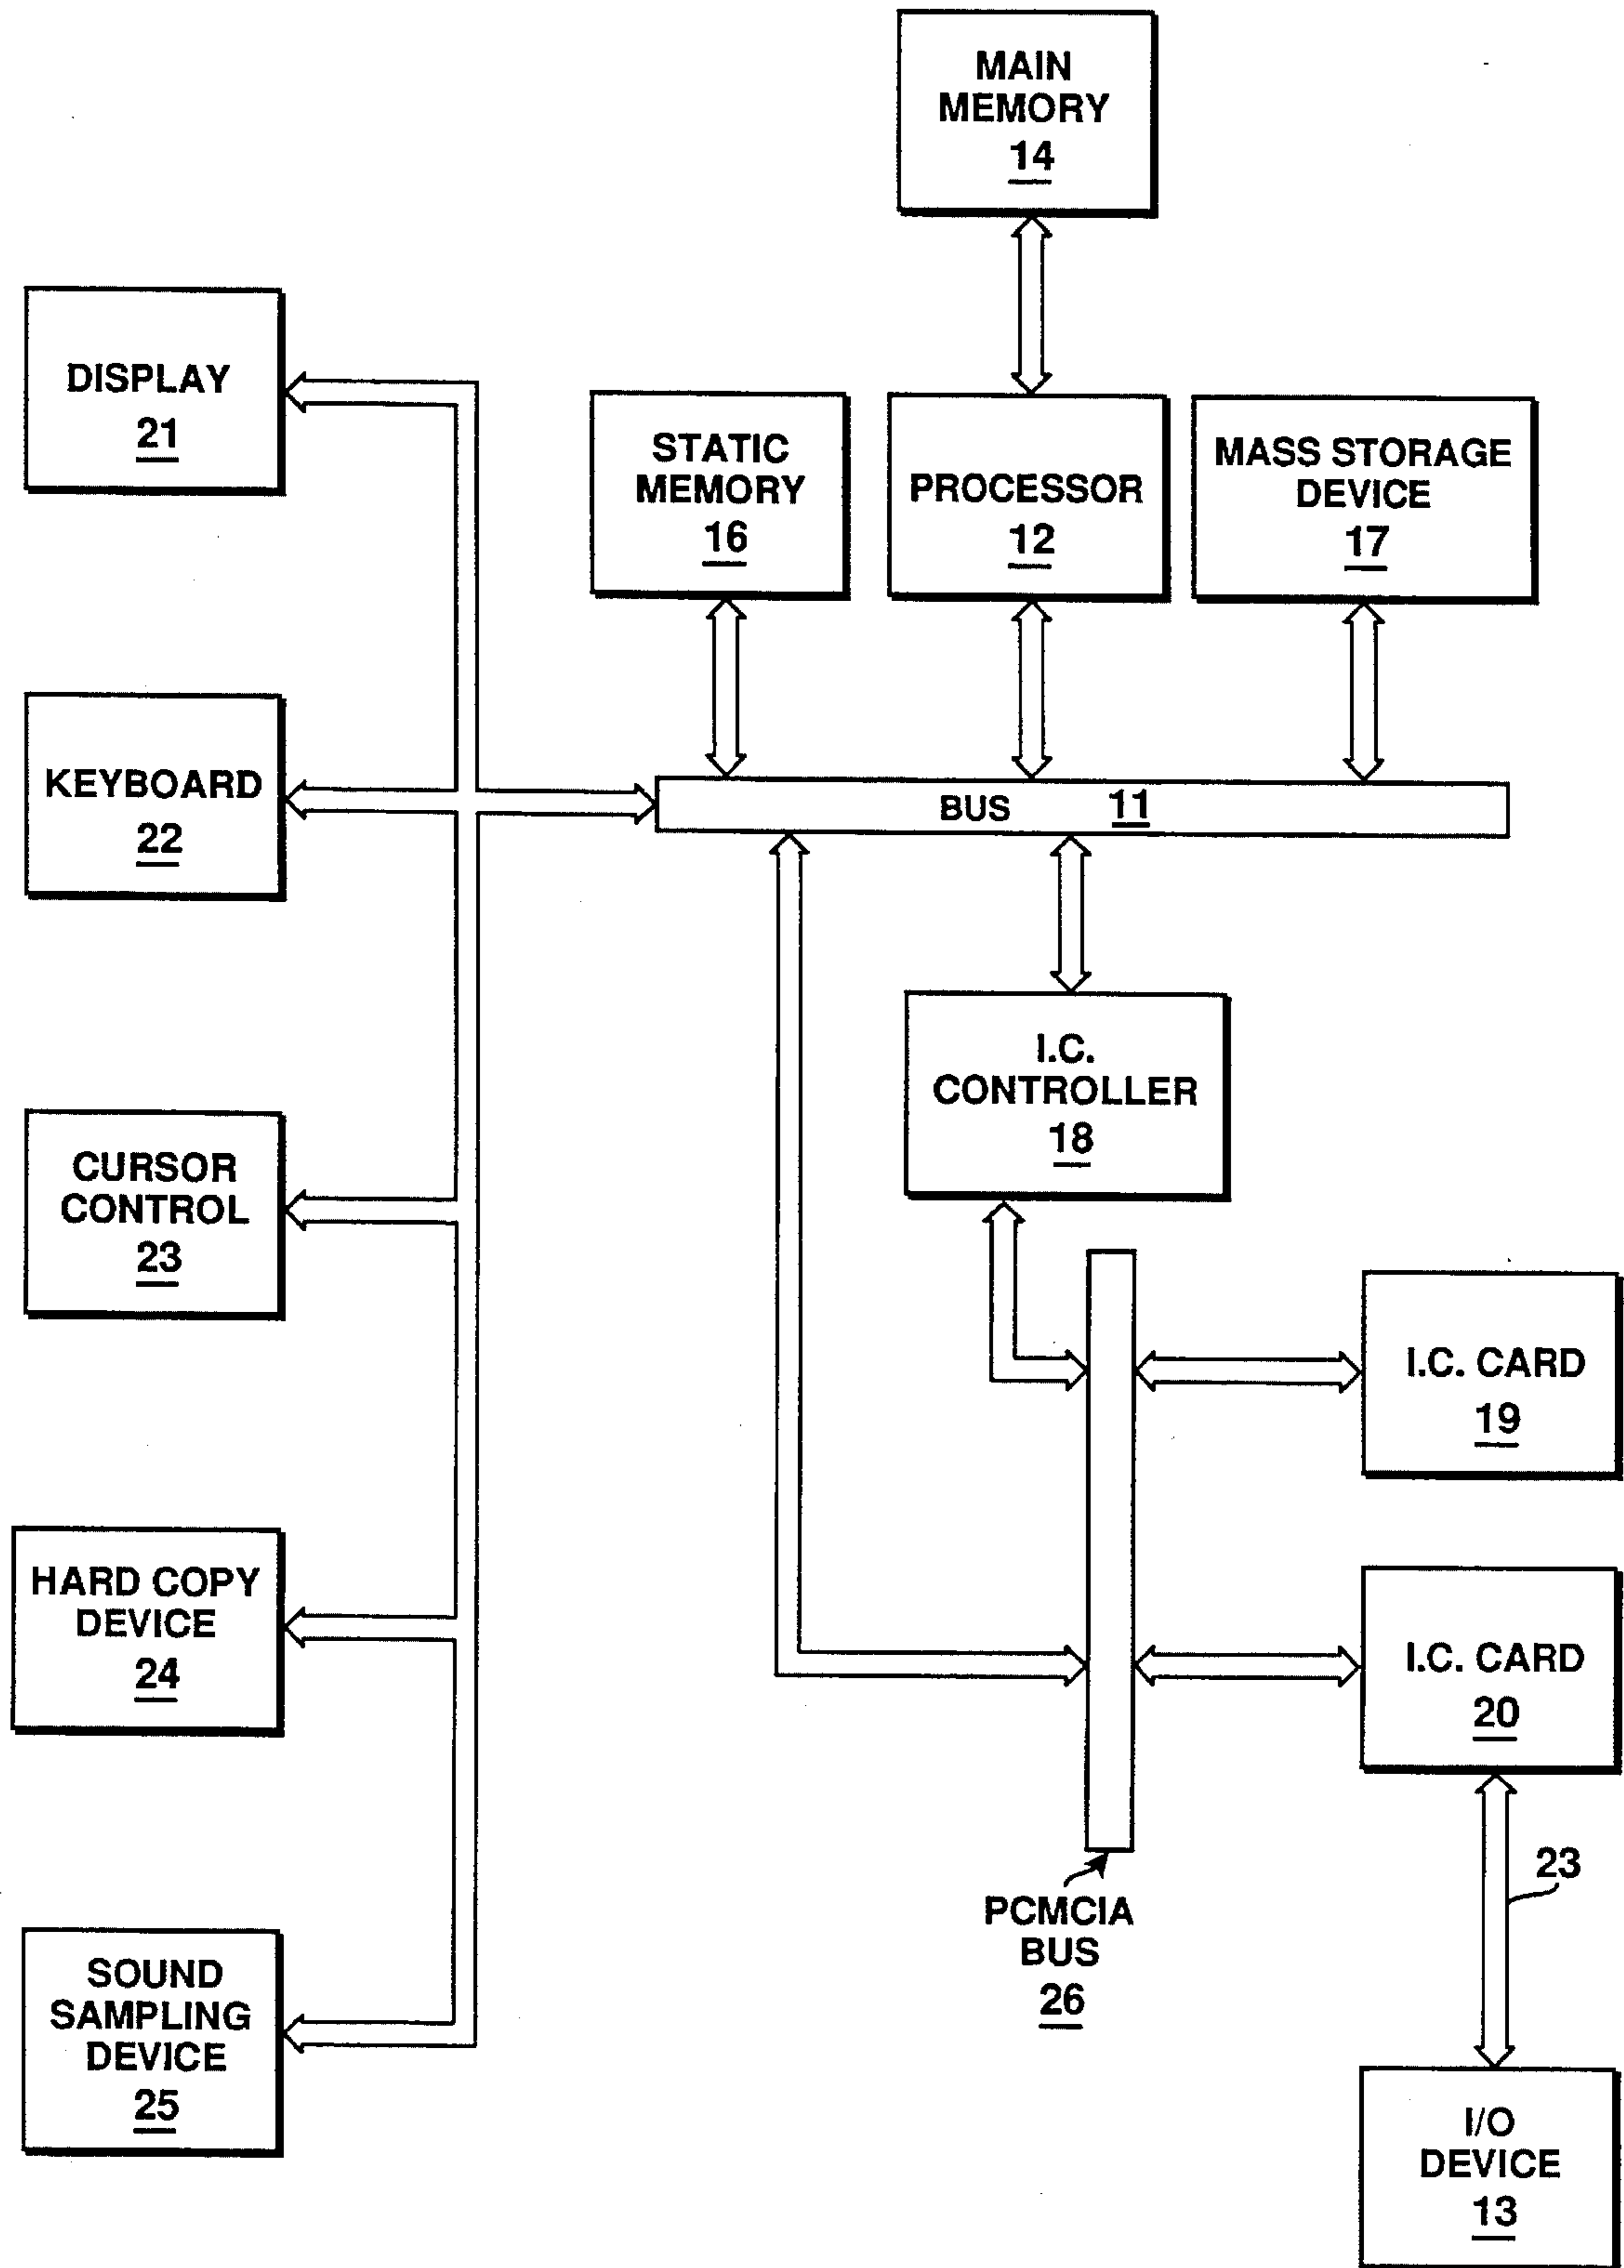 MAIN
MEMORY
14
DISPLAY
21
STATIC
MEMORY
16
PROCESSOR
12
MASS STORAGE
DEVICE
17
KEYBOARD
22
BUS 11
I.C.
CONTROLLER
18
CURSOR
CONTROL
23
I.C. CARD
19
HARD COPY
DEVICE
24
I.C. CARD
20
23
PCMCIA
BUS
26
SOUND
SAMPLING
DEVICE
25
I/O
DEVICE
13